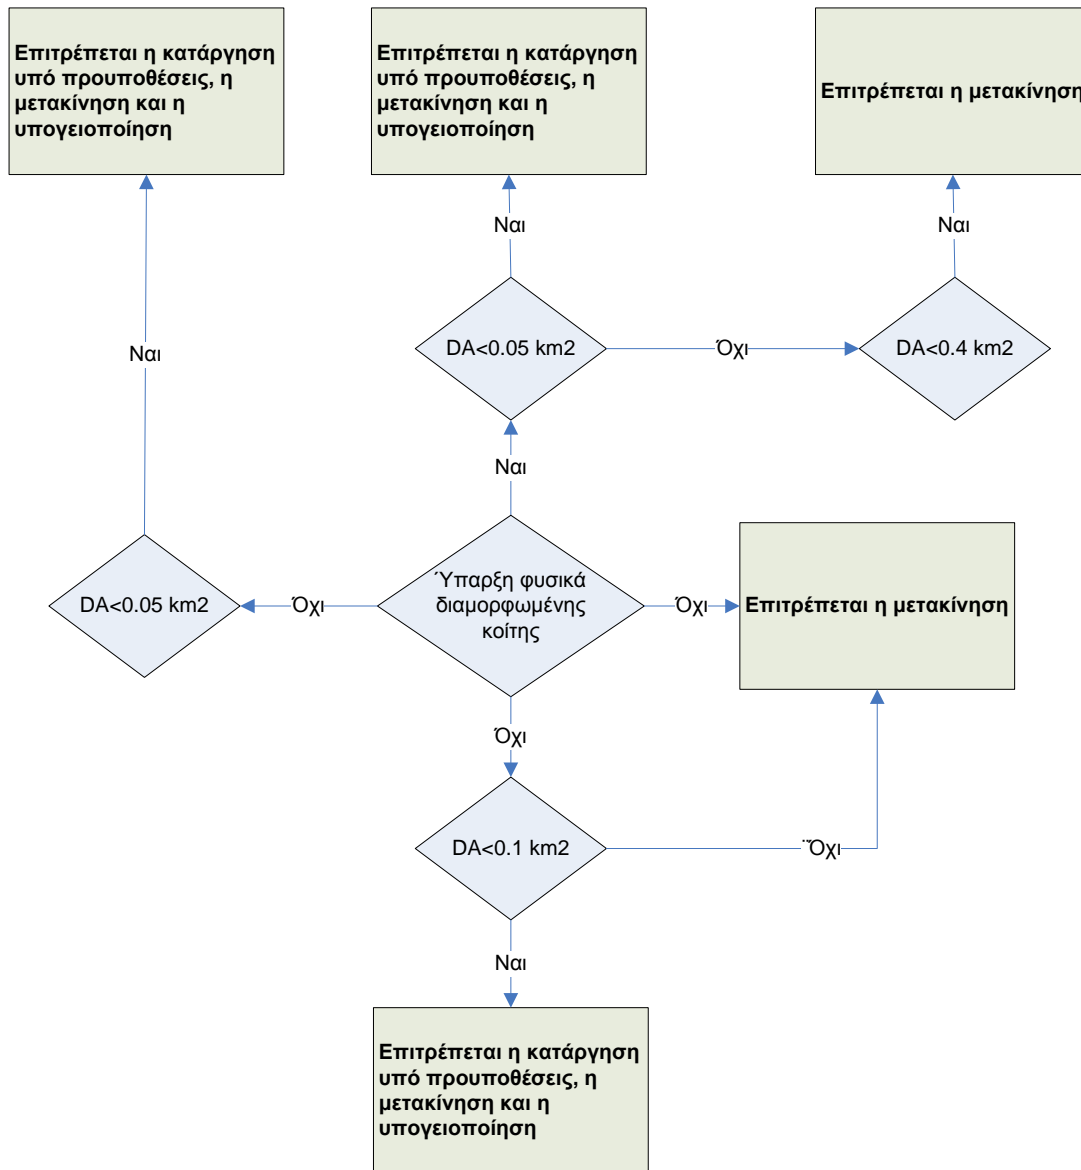 Επιτρέπεται η κατάργηση
υπό προυποθέσεις, η
μετακίνηση και η
υπογειοποίηση
Επιτρέπεται η κατάργηση
υπό προυποθέσεις, η
μετακίνηση και η
υπογειοποίηση
Επιτρέπεται η μετακίνηση
Ναι
Ναι
Ναι
DA<0.05 km2
Όχι
DA<0.4 km2
Ναι
DA<0.05 km2
Όχι
Ύπαρξη φυσικά
διαμορφωμένης
κοίτης
Όχι
Επιτρέπεται η μετακίνηση
Όχι
DA<0.1 km2
¨Όχι
Ναι
Επιτρέπεται η κατάργηση
υπό προυποθέσεις, η
μετακίνηση και η
υπογειοποίηση